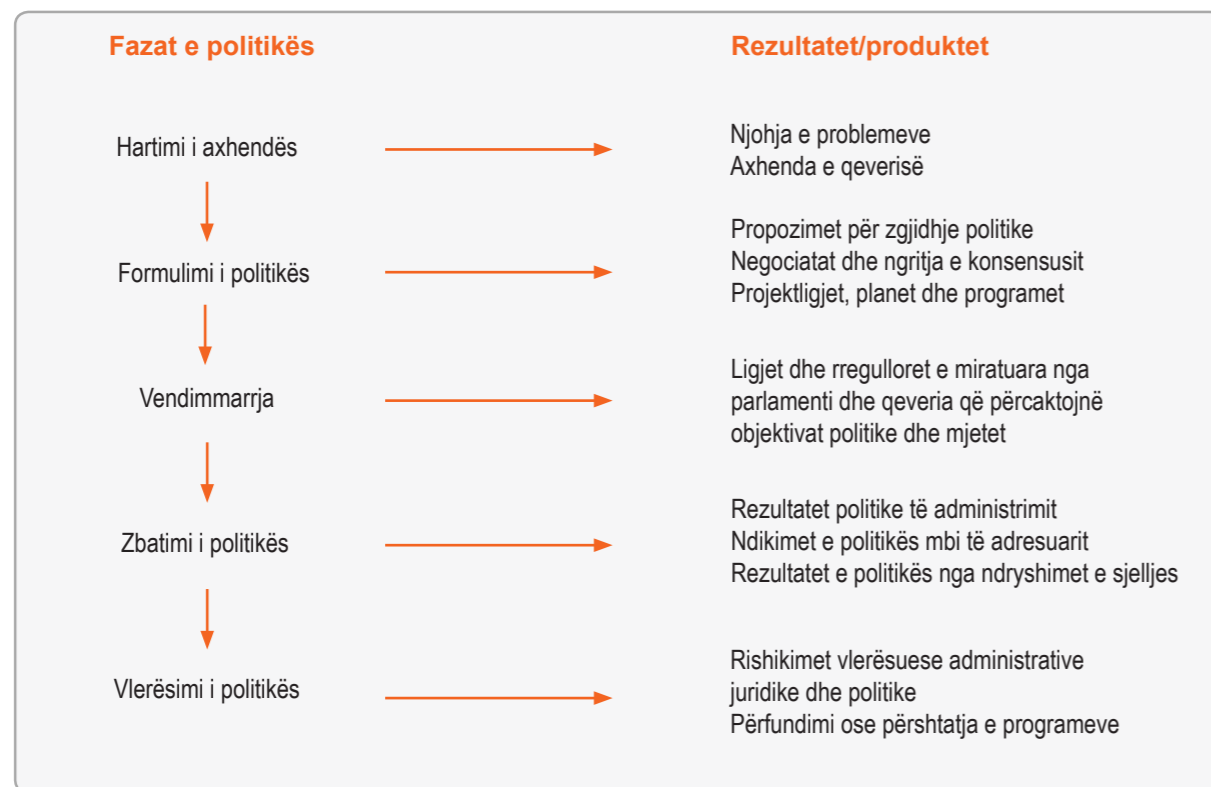 Fazat e politikës
Rezultatet/produktet
Hartimi i axhendës
Njohja e problemeve
Axhenda e qeverisë
Formulimi i politikës
Propozimet për zgjidhje politike
Negociatat dhe ngritja e konsensusit
Projektligjet, planet dhe programet
Vendimmarrja
Ligjet dhe rregulloret e miratuara nga
parlamenti dhe qeveria që përcaktojnë
objektivat politike dhe mjetet
Zbatimi i politikës
Rezultatet politike të administrimit
Ndikimet e politikës mbi të adresuarit
Rezultatet e politikës nga ndryshimet e sjelljes
Vlerësimi i politikës
Rishikimet vlerësuese administrative
juridike dhe politike
Përfundimi ose përshtatja e programeve